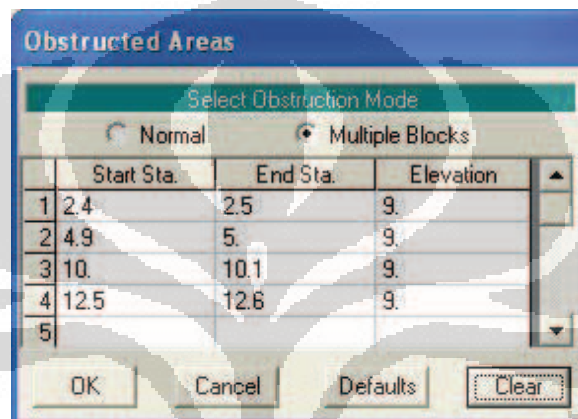 Obstructed Areas
Select Obstruction Mode
Normal Multiple Blocks
Start Sta. End Sta. Elevation
1 2.4 2.5 9.
2 4.9 5. 9.
3 10. 10.1 9.
4 12.5 12.6 9.
5
OK Cancel Defaults Clear